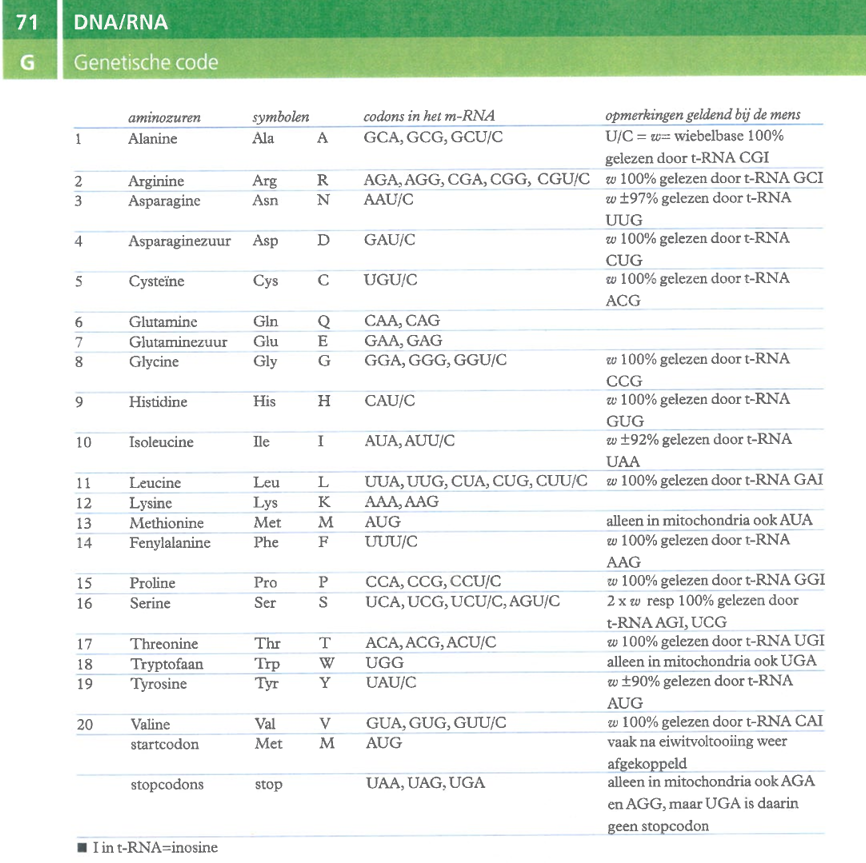 71 DNA/RNA
G Genetische code
aminozuren symbolen codons in het m-RNA opmerkingen geldend bij de mens
1 Alanine Ala A GCA, GCG, GCU/C U/C = w= wiebelbase 100%
gelezen door t-RNA CGI
2 Arginine Arg R AGA, AGG, CGA, CGG, CGU/C w 100% gelezen door t-RNA GCI
3 Asparagine Asn N AAU/C w ±97% gelezen door t-RNA
UUG
4 Asparaginezuur Asp D GAU/C w 100% gelezen door t-RNA
CUG
5 Cysteïne Cys C UGU/C w 100% gelezen door t-RNA
ACG
6 Glutamine Gln Q CAA, CAG
7 Glutaminezuur Glu E GAA, GAG
8 Glycine Gly G GGA, GGG, GGU/C w 100% gelezen door t-RNA
CCG
9 Histidine His H CAU/C w 100% gelezen door t-RNA
GUG
10 Isoleucine Ile I AUA, AUU/C w ±92% gelezen door t-RNA
UAA
11 Leucine Leu L UUA, UUG, CUA, CUG, CUU/C w 100% gelezen door t-RNA GAI
12 Lysine Lys K AAA, AAG
13 Methionine Met M AUG alleen in mitochondria ook AUA
14 Fenylalanine Phe F UUU/C w 100% gelezen door t-RNA
AAG
15 Proline Pro P CCA, CCG, CCU/C w 100% gelezen door t-RNA GGI
16 Serine Ser S UCA, UCG, UCU/C, AGU/C 2 x w resp 100% gelezen door
t-RNA AGI, UCG
17 Threonine Thr T ACA, ACG, ACU/C w 100% gelezen door t-RNA UGI
18 Tryptofaan Trp W UGG alleen in mitochondria ook UGA
19 Tyrosine Tyr Y UAU/C w ±90% gelezen door t-RNA
AUG
20 Valine Val V GUA, GUG, GUU/C w 100% gelezen door t-RNA CAI
startcodon Met M AUG vaak na eiwitvoltooiing weer
afgekoppeld
stopcodons stop UAA, UAG, UGA alleen in mitochondria ook AGA
en AGG, maar UGA is daarin
geen stopcodon
■ I in t-RNA=inosine